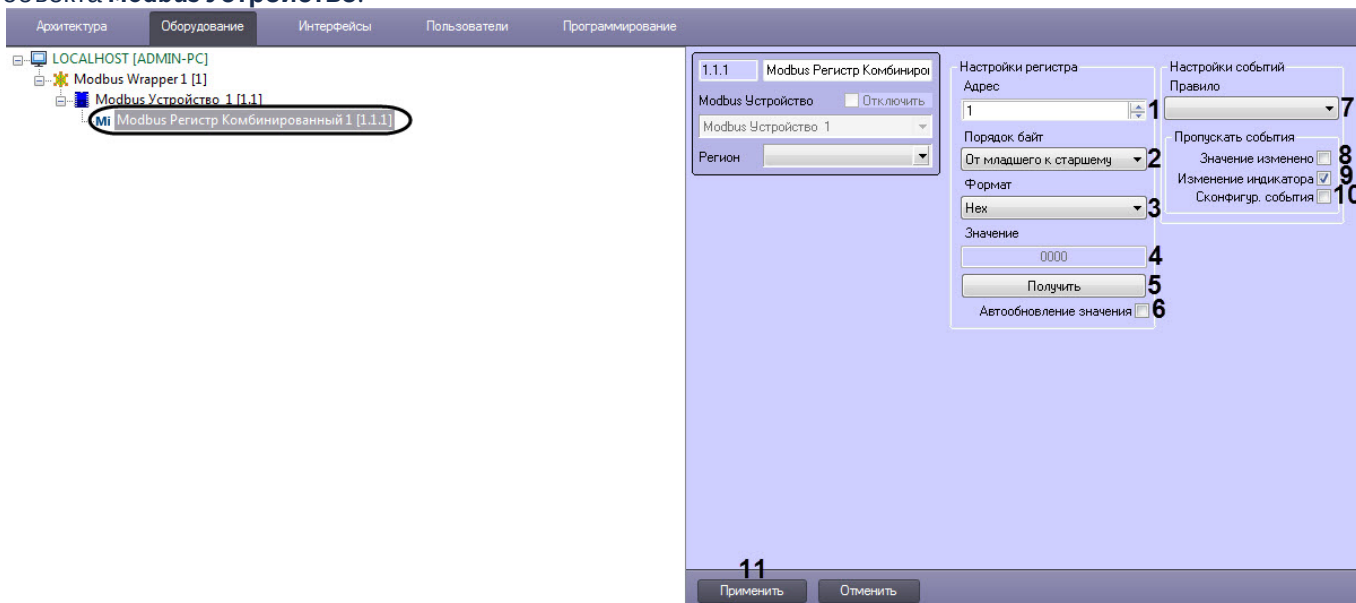 объекта Modbus Устройство.
Архитектура Оборудование Интерфейсы Пользователи Программирование
LOCALHOST [ADMIN-PC]
Modbus Wrapper 1 [1]
Modbus Устройство 1 [1.1]
Mi Modbus Регистр Комбинированный 1 [1.1.1]
1.1.1 Modbus Регистр Комбиниров
Modbus Устройство Отключить
Modbus Устройство 1
Регион
Настройки регистра
Адрес
1 1
Порядок байт
От младшего к старшему 2
Формат
Hex 3
Значение
0000 4
Получить 5
Автообновление значения 6
Настройки событий
Правило
7
Пропускать события
Значение изменено 8
Изменение индикатора 9
Сконфигур. события 10
11
Применить Отменить